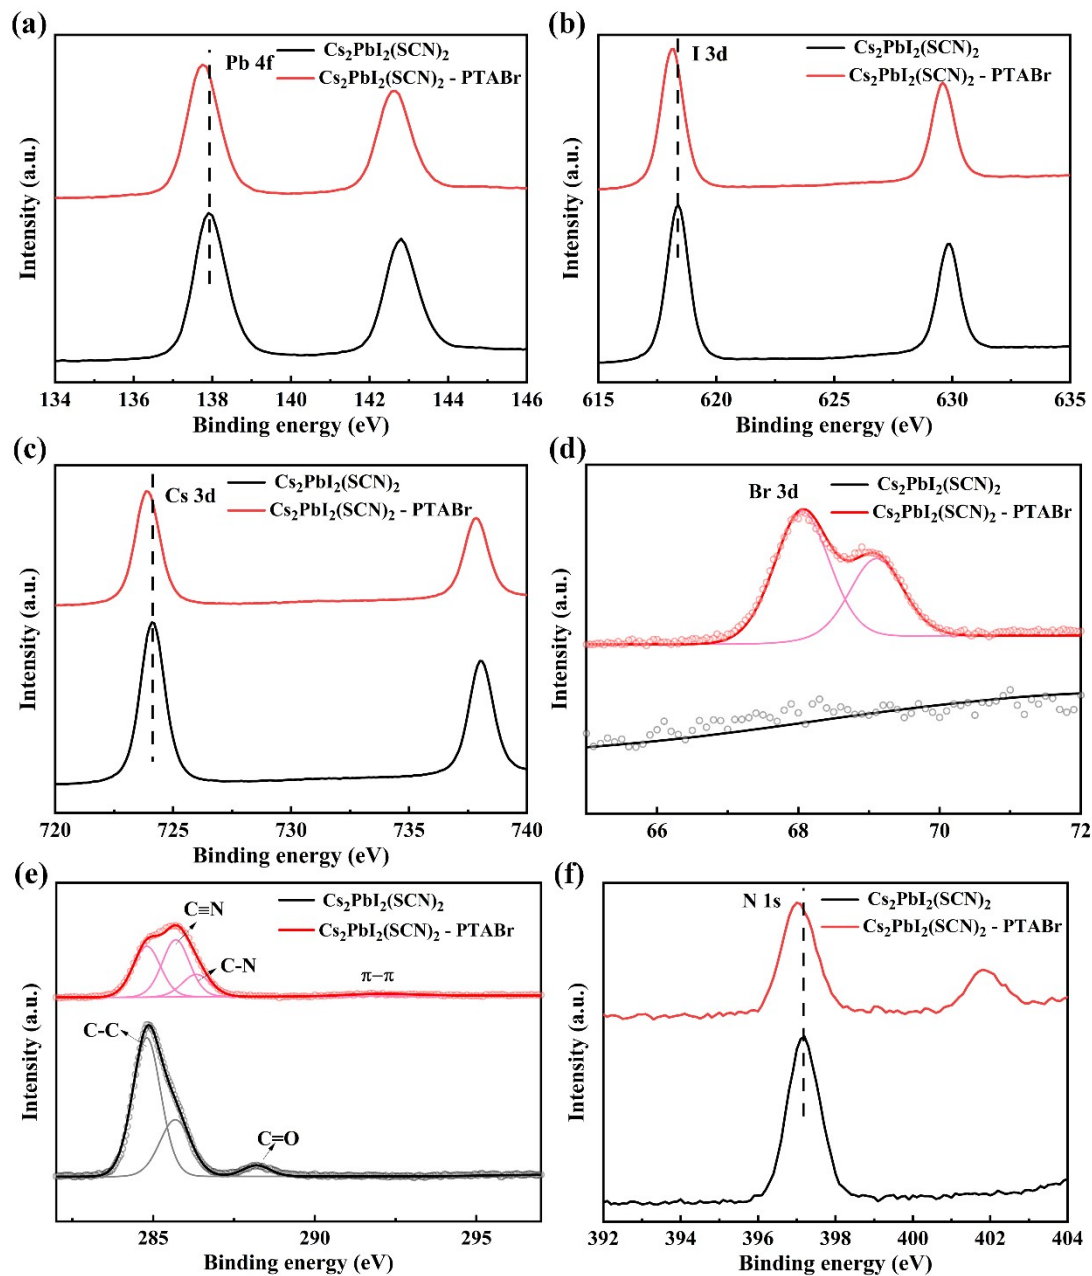 (a)
Pb 4f
Cs₂PbI₂(SCN)₂
Cs₂PbI₂(SCN)₂ - PTABr
Intensity (a.u.)
134 136 138 140 142 144 146
Binding energy (eV)
(b)
I 3d
Cs₂PbI₂(SCN)₂
Cs₂PbI₂(SCN)₂ - PTABr
Intensity (a.u.)
615 620 625 630 635
Binding energy (eV)
(c)
Cs 3d
Cs₂PbI₂(SCN)₂
Cs₂PbI₂(SCN)₂ - PTABr
Intensity (a.u.)
720 725 730 735 740
Binding energy (eV)
(d)
Br 3d
Cs₂PbI₂(SCN)₂
Cs₂PbI₂(SCN)₂ - PTABr
Intensity (a.u.)
66 68 70 72
Binding energy (eV)
(e)
Cs₂PbI₂(SCN)₂
Cs₂PbI₂(SCN)₂ - PTABr
C≡N
C-N
π–π
C-C
C=O
Intensity (a.u.)
285 290 295
Binding energy (eV)
(f)
N 1s
Cs₂PbI₂(SCN)₂
Cs₂PbI₂(SCN)₂ - PTABr
Intensity (a.u.)
392 394 396 398 400 402 404
Binding energy (eV)